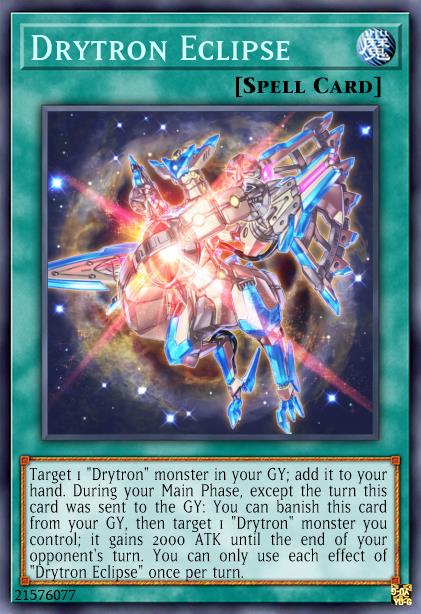 Drytron Eclipse
[Spell Card]
Target 1 "Drytron" monster in your GY; add it to your
hand. During your Main Phase, except the turn this
card was sent to the GY: You can banish this card
from your GY, then target 1 "Drytron" monster you
control; it gains 2000 ATK until the end of your
opponent's turn. You can only use each effect of
"Drytron Eclipse" once per turn.
21576077